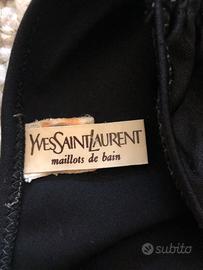 YVESSAINTLAURENT
maillots de bain
subito